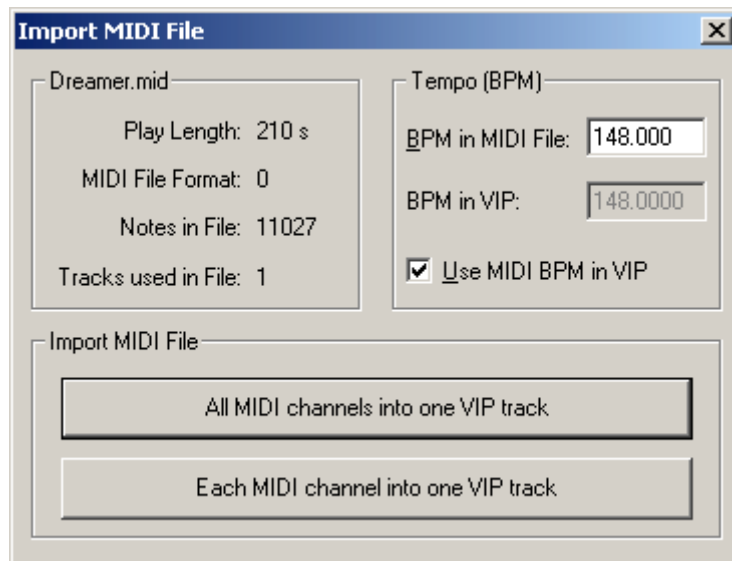 Import MIDI File
Dreamer.mid
Play Length: 210 s
MIDI File Format: 0
Notes in File: 11027
Tracks used in File: 1
Tempo (BPM)
BPM in MIDI File: 148.000
BPM in VIP: 148.0000
Use MIDI BPM in VIP
Import MIDI File
All MIDI channels into one VIP track
Each MIDI channel into one VIP track